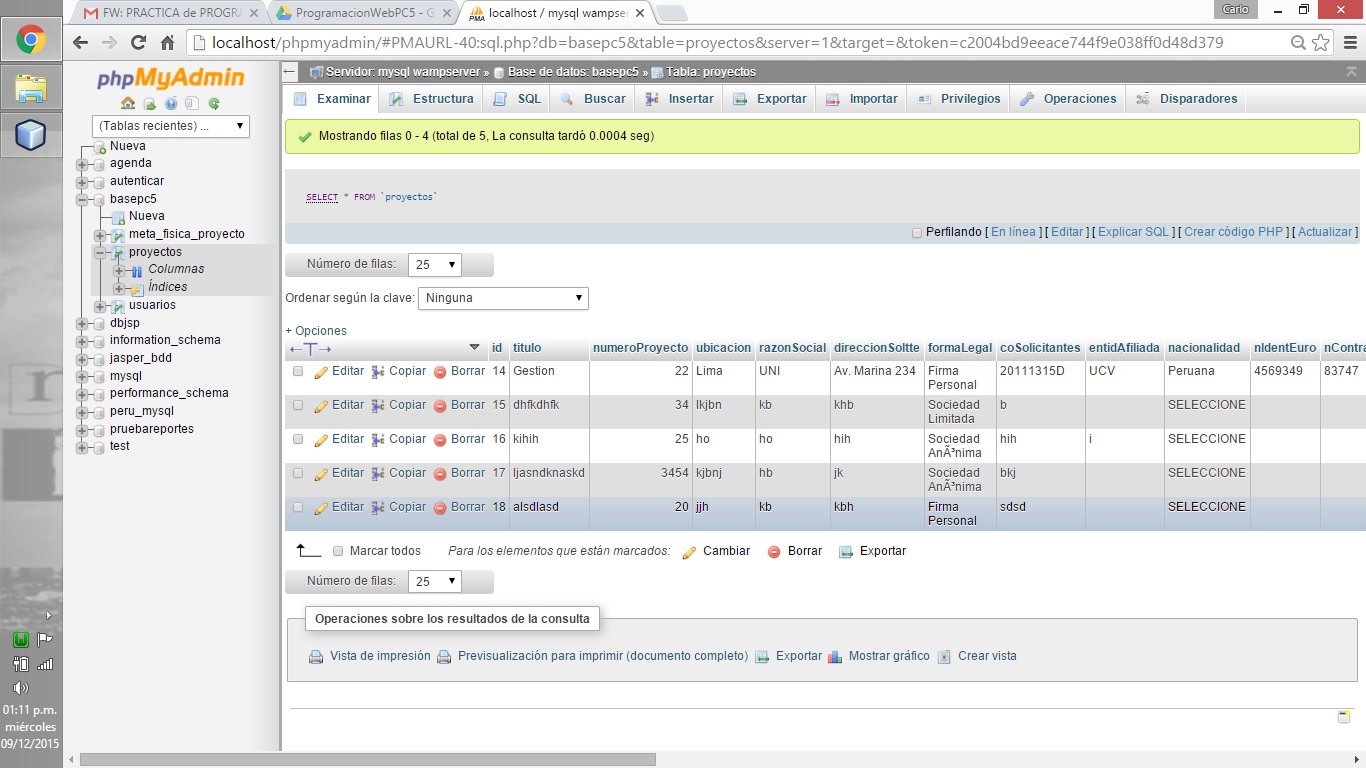 FW: PRACTICA de PROGRA
ProgramacionWebPC5 - G
localhost / mysql wampser
Carlo
localhost/phpmyadmin/#PMAURL-40:sql.php?db=basepc5&table=proyectos&server=1&target=&token=c2004bd9eeace744f9e038ff0d48d379
phpMyAdmin
(Tablas recientes) ...
Nueva
agenda
autenticar
basepc5
Nueva
meta_fisica_proyecto
proyectos
Columnas
Índices
usuarios
dbjsp
information_schema
jasper_bdd
mysql
performance_schema
peru_mysql
pruebareportes
test
Servidor: mysql wampserver » Base de datos: basepc5 » Tabla: proyectos
Examinar Estructura SQL Buscar Insertar Exportar Importar Privilegios Operaciones Disparadores
Mostrando filas 0 - 4 (total de 5, La consulta tardó 0.0004 seg)
SELECT * FROM `proyectos`
Perfilando [ En línea ] [ Editar ] [ Explicar SQL ] [ Crear código PHP ] [ Actualizar ]
Número de filas: 25
Ordenar según la clave: Ninguna
+ Opciones
←T→ id titulo numeroProyecto ubicacion razonSocial direccionSoltte formaLegal coSolicitantes entidAfiliada nacionalidad nIdentEuro nContra
Editar Copiar Borrar 14 Gestion 22 Lima UNI Av. Marina 234 Firma Personal 20111315D UCV Peruana 4569349 83747
Editar Copiar Borrar 15 dhfkdhfk 34 lkjbn kb khb Sociedad Limitada b SELECCIONE
Editar Copiar Borrar 16 kihih 25 ho ho hih Sociedad AnÃ³nima hih i SELECCIONE
Editar Copiar Borrar 17 ljasndknaskd 3454 kjbnj hb jk Sociedad AnÃ³nima bkj SELECCIONE
Editar Copiar Borrar 18 alsdlasd 20 jjh kb kbh Firma Personal sdsd SELECCIONE
Marcar todos Para los elementos que están marcados: Cambiar Borrar Exportar
Número de filas: 25
Operaciones sobre los resultados de la consulta
Vista de impresión Previsualización para imprimir (documento completo) Exportar Mostrar gráfico Crear vista
01:11 p.m.
miércoles
09/12/2015